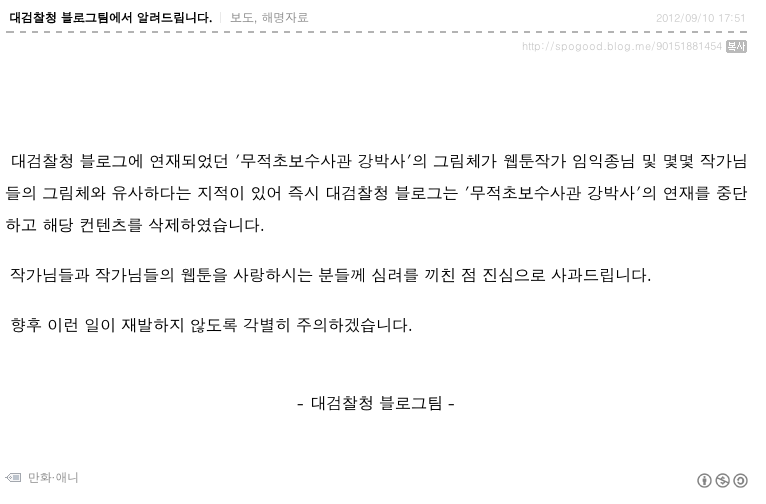 대검찰청 블로그팀에서 알려드립니다. | 보도, 해명자료 2012/09/10 17:51
http://spogood.blog.me/90151881454 복사
대검찰청 블로그에 연재되었던 '무적초보수사관 강박사'의 그림체가 웹툰작가 임익종님 및 몇몇 작가님
들의 그림체와 유사하다는 지적이 있어 즉시 대검찰청 블로그는 '무적초보수사관 강박사'의 연재를 중단
하고 해당 컨텐츠를 삭제하였습니다.
작가님들과 작가님들의 웹툰을 사랑하시는 분들께 심려를 끼친 점 진심으로 사과드립니다.
향후 이런 일이 재발하지 않도록 각별히 주의하겠습니다.
- 대검찰청 블로그팀 -
만화·애니